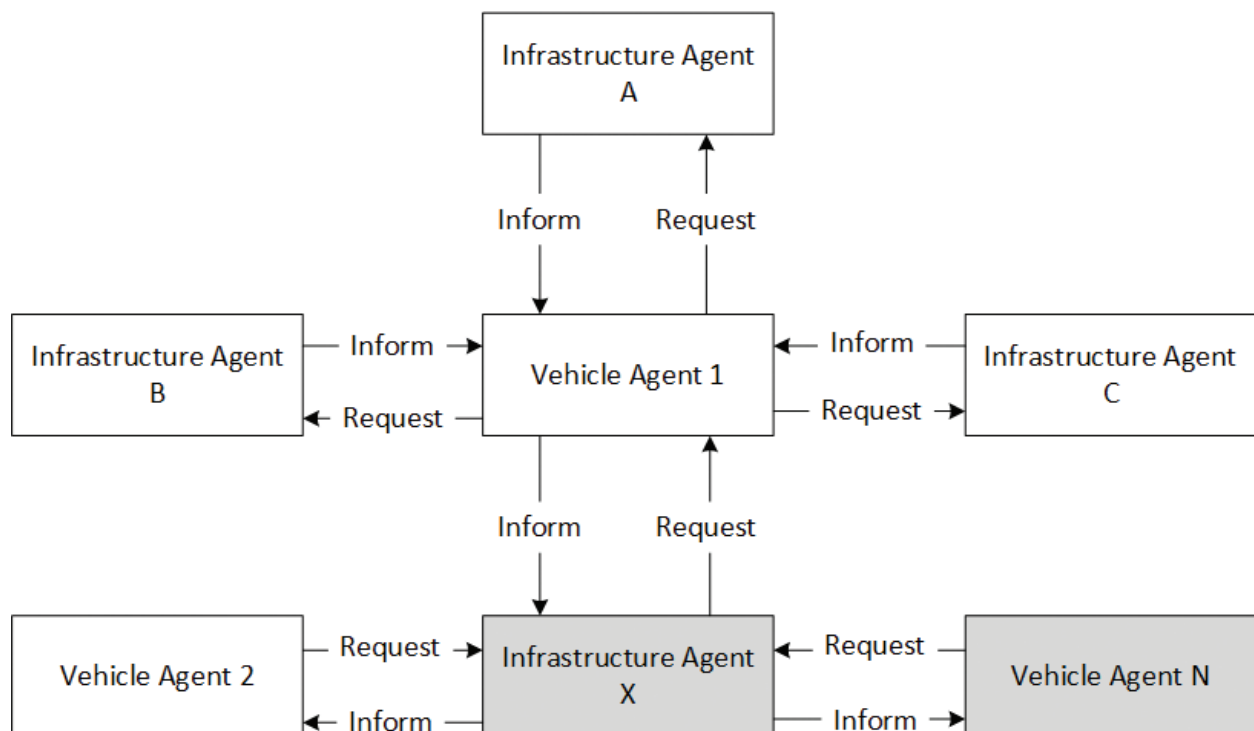 Infrastructure Agent
A
Inform
Request
Infrastructure Agent
B
Inform
Request
Vehicle Agent 1
Inform
Request
Infrastructure Agent
C
Inform
Request
Vehicle Agent 2
Request
Inform
Infrastructure Agent
X
Request
Inform
Vehicle Agent N